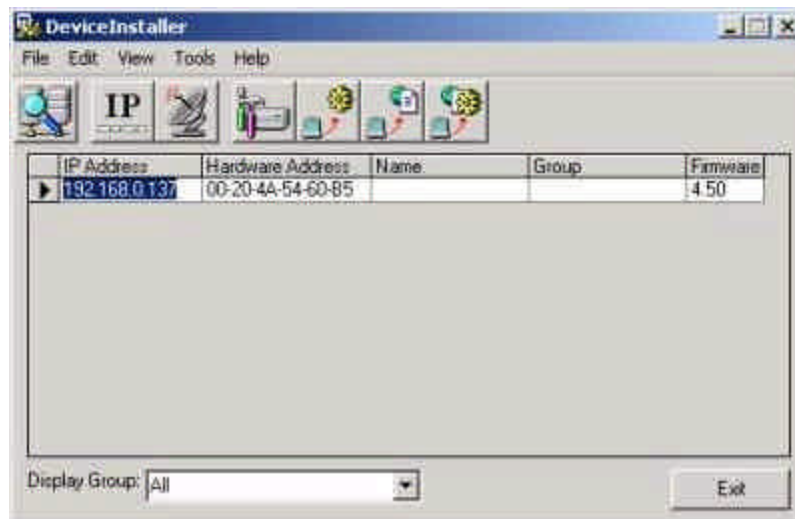 DeviceInstaller
File Edit View Tools Help
IP
IP Address Hardware Address Name Group Firmware
192.168.0.137 00-20-4A-54-60-B5 4.50
Display Group: All
Exit